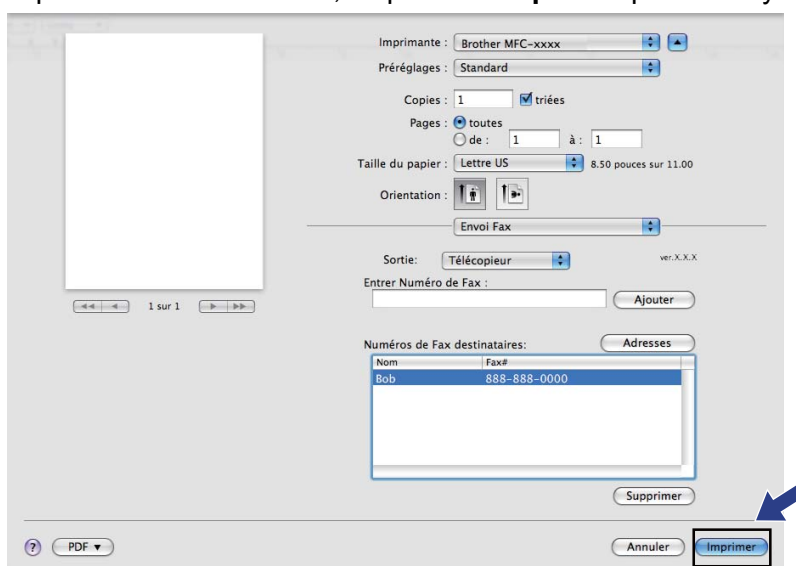 Imprimante : Brother MFC-xxxx
Préréglages : Standard
Copies : 1 triées
Pages : toutes
de : 1 à : 1
Taille du papier : Lettre US 8.50 pouces sur 11.00
Orientation :
Envoi Fax
Sortie: Télécopieur ver.X.X.X
Entrer Numéro de Fax :
1 sur 1
Ajouter
Numéros de Fax destinataires: Adresses
Nom Fax#
Bob 888-888-0000
Supprimer
? PDF ▼ Annuler Imprimer